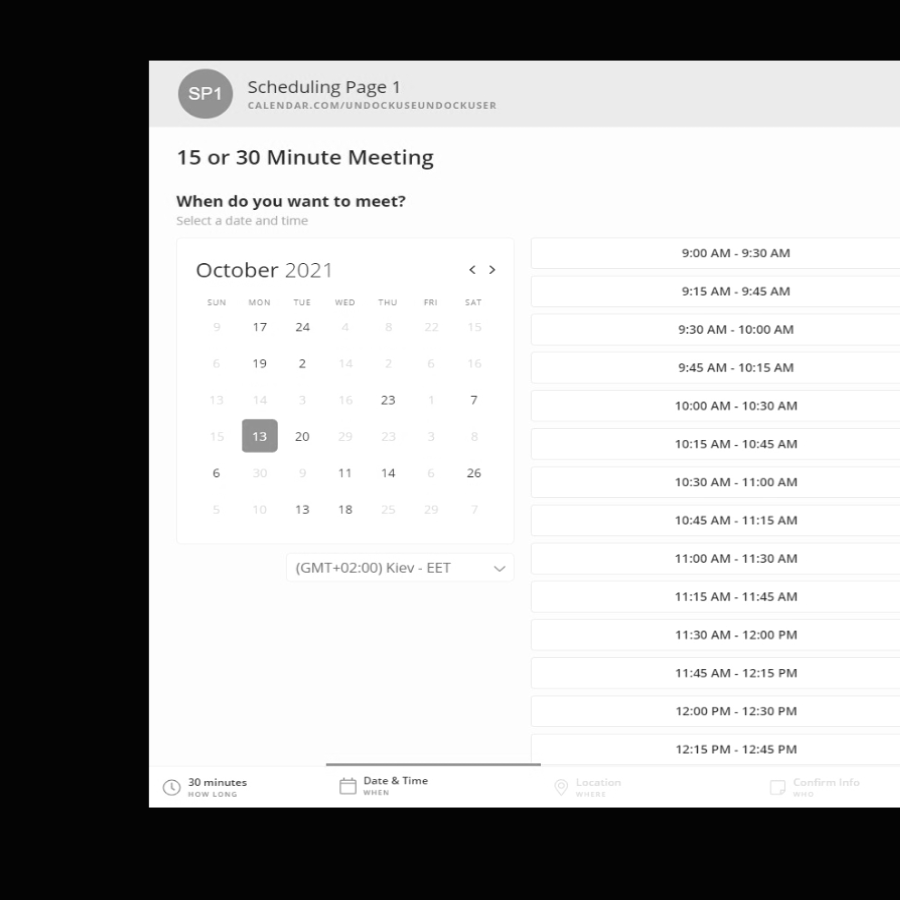 SP1
Scheduling Page 1
CALENDAR.COM/UNDOCKUSEUNDOCKUSER
15 or 30 Minute Meeting
When do you want to meet?
Select a date and time
October 2021
< >
SUN MON TUE WED THU FRI SAT
9 17 24 4 8 22 15
6 19 2 14 2 6 16
13 14 3 16 23 1 7
15 13 20 29 23 3 8
6 30 9 11 14 6 26
5 10 13 18 25 29 7
(GMT+02:00) Kiev - EET
9:00 AM - 9:30 AM
9:15 AM - 9:45 AM
9:30 AM - 10:00 AM
9:45 AM - 10:15 AM
10:00 AM - 10:30 AM
10:15 AM - 10:45 AM
10:30 AM - 11:00 AM
10:45 AM - 11:15 AM
11:00 AM - 11:30 AM
11:15 AM - 11:45 AM
11:30 AM - 12:00 PM
11:45 AM - 12:15 PM
12:00 PM - 12:30 PM
12:15 PM - 12:45 PM
30 minutes
HOW LONG
Date & Time
WHEN
Location
WHERE
Confirm Info
WHO